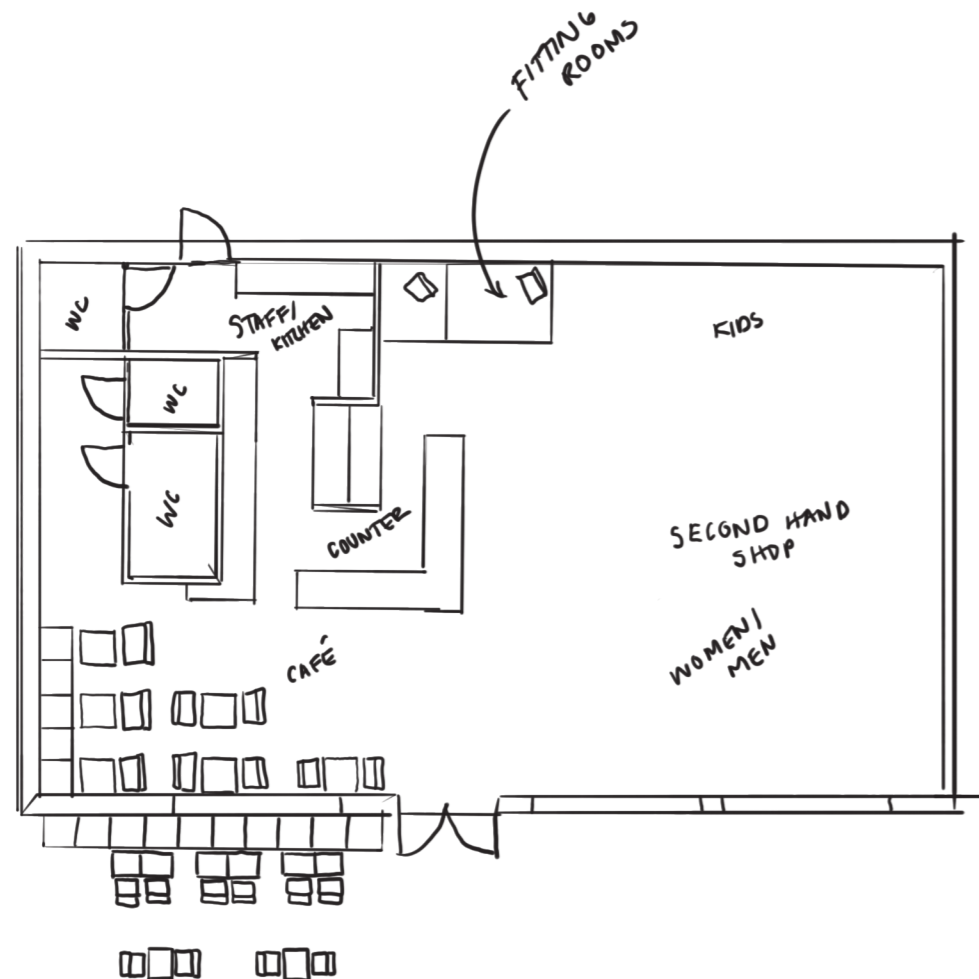 FITTING
ROOMS
WC
STAFF/
KITCHEN
KIDS
WC
WC
COUNTER
SECOND HAND
SHOP
CAFÉ
WOMEN/
MEN